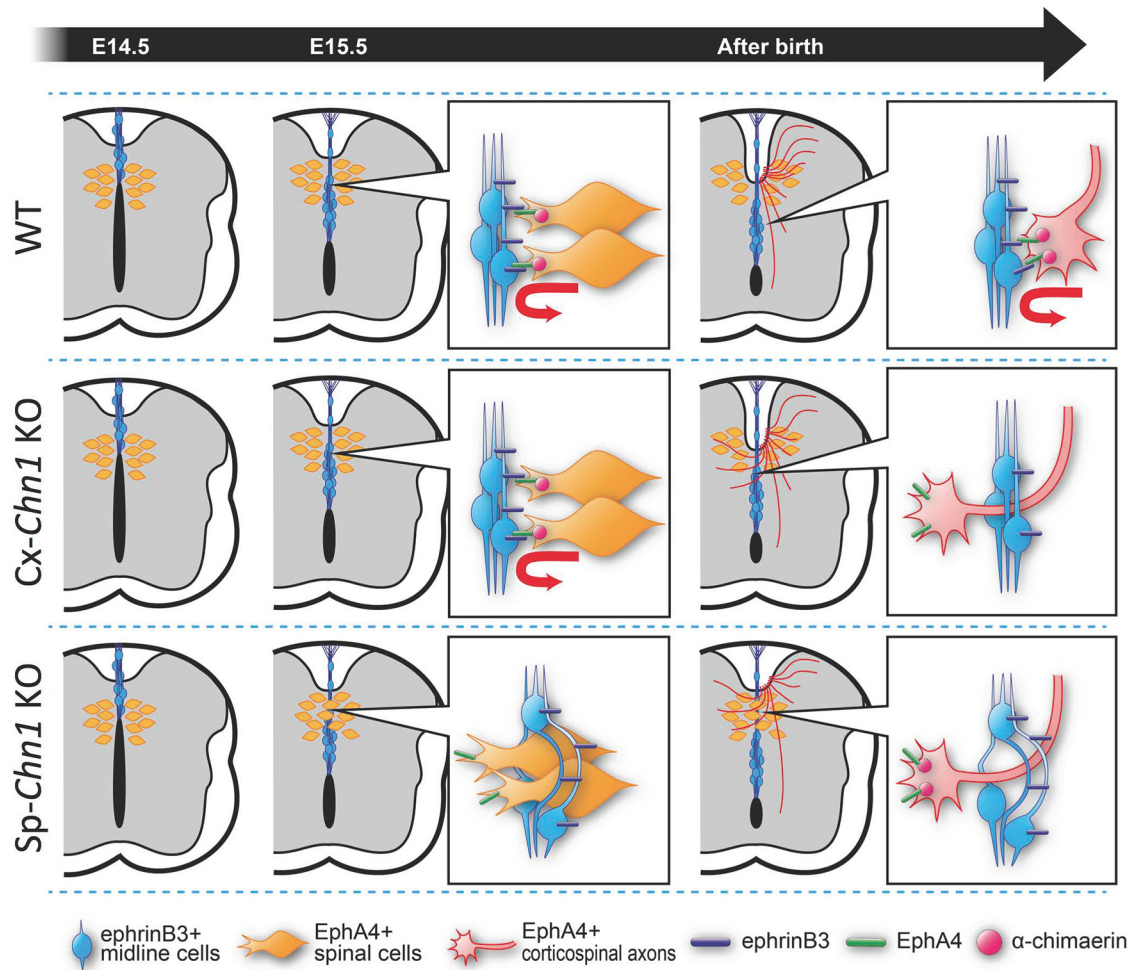 E14.5 E15.5 After birth
WT
Cx-Chn1 KO
Sp-Chn1 KO
ephrinB3+
midline cells
EphA4+
spinal cells
EphA4+
corticospinal axons
ephrinB3
EphA4
α-chimaerin